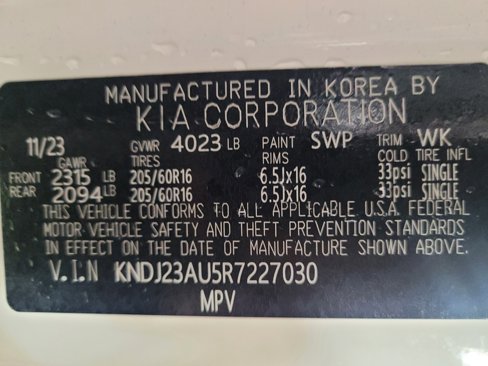 MANUFACTURED IN KOREA BY
KIA CORPORATION
11/23 GVWR 4023 LB PAINT SWP TRIM WK
GAWR TIRES RIMS COLD TIRE INFL
FRONT 2315 LB 205/60R16 6.5Jx16 33psi SINGLE
REAR 2094 LB 205/60R16 6.5Jx16 33psi SINGLE
THIS VEHICLE CONFORMS TO ALL APPLICABLE U.S.A. FEDERAL
MOTOR VEHICLE SAFETY AND THEFT PREVENTION STANDARDS
IN EFFECT ON THE DATE OF MANUFACTURE SHOWN ABOVE.
V.I.N KNDJ23AU5R7227030
MPV